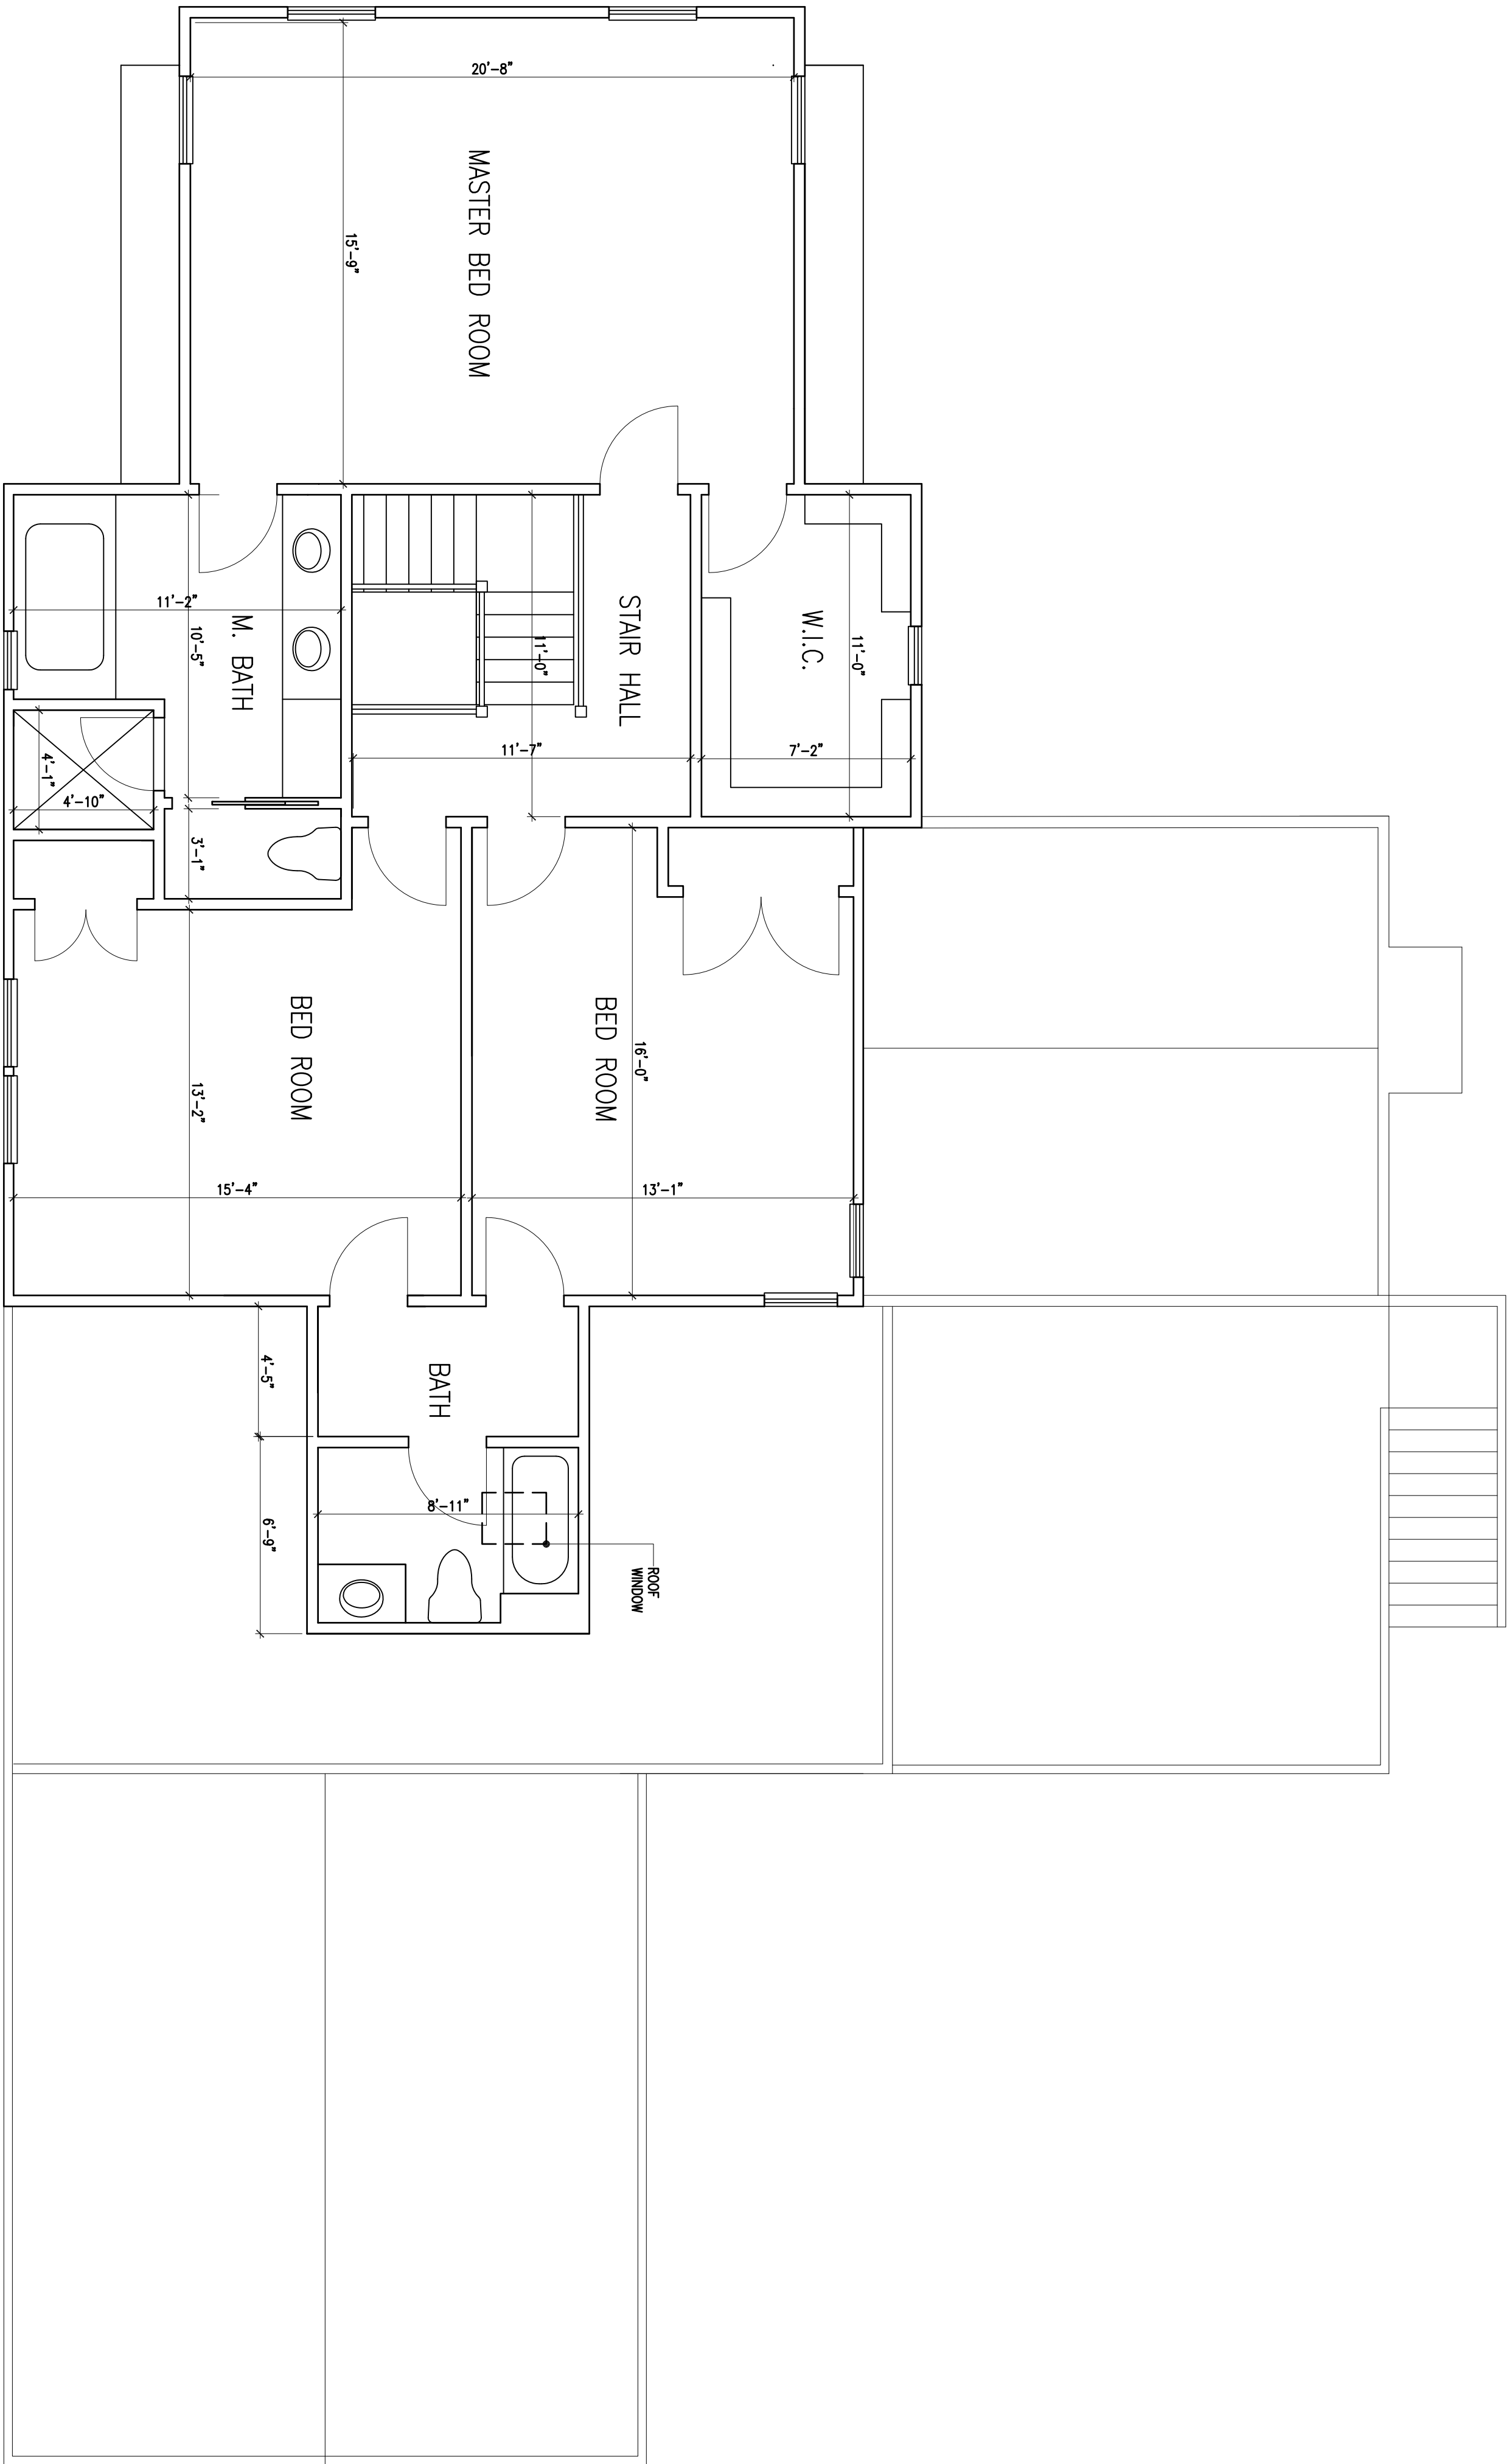 20'-8"
15'-9"
MASTER BED ROOM
11'-2"
10'-5"
M. BATH
11'-0"
STAIR HALL
W.I.C.
11'-0"
11'-7"
7'-2"
4'-1"
4'-10"
3'-1"
BED ROOM
BED ROOM
16'-0"
13'-2"
15'-4"
13'-1"
4'-5"
BATH
8'-11"
6'-9"
ROOF
WINDOW